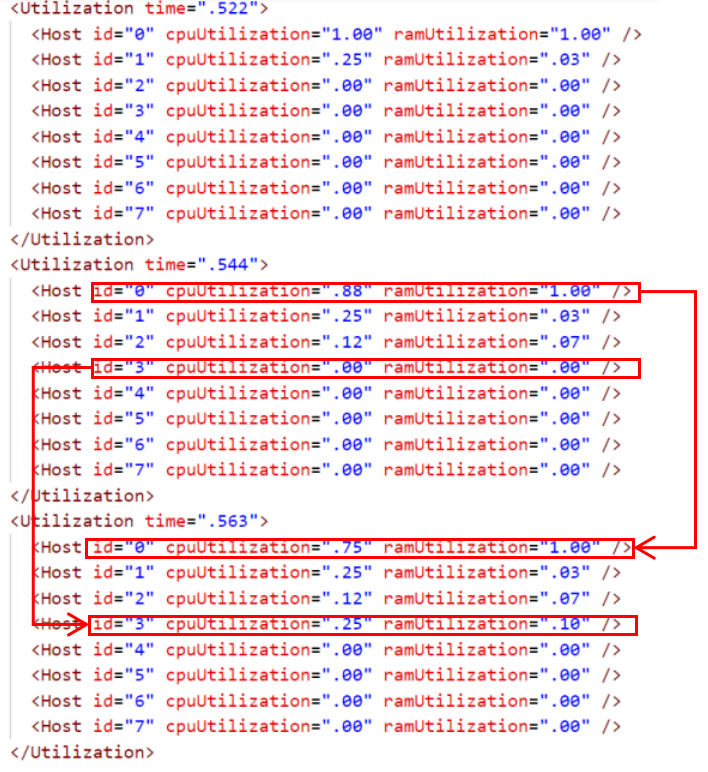 <Utilization time=".522">
<Host id="0" cpuUtilization="1.00" ramUtilization="1.00" />
<Host id="1" cpuUtilization=".25" ramUtilization=".03" />
<Host id="2" cpuUtilization=".00" ramUtilization=".00" />
<Host id="3" cpuUtilization=".00" ramUtilization=".00" />
<Host id="4" cpuUtilization=".00" ramUtilization=".00" />
<Host id="5" cpuUtilization=".00" ramUtilization=".00" />
<Host id="6" cpuUtilization=".00" ramUtilization=".00" />
<Host id="7" cpuUtilization=".00" ramUtilization=".00" />
</Utilization>
<Utilization time=".544">
<Host id="0" cpuUtilization=".88" ramUtilization="1.00" />
<Host id="1" cpuUtilization=".25" ramUtilization=".03" />
<Host id="2" cpuUtilization=".12" ramUtilization=".07" />
<Host id="3" cpuUtilization=".00" ramUtilization=".00" />
<Host id="4" cpuUtilization=".00" ramUtilization=".00" />
<Host id="5" cpuUtilization=".00" ramUtilization=".00" />
<Host id="6" cpuUtilization=".00" ramUtilization=".00" />
<Host id="7" cpuUtilization=".00" ramUtilization=".00" />
</Utilization>
<Utilization time=".563">
<Host id="0" cpuUtilization=".75" ramUtilization="1.00" />
<Host id="1" cpuUtilization=".25" ramUtilization=".03" />
<Host id="2" cpuUtilization=".12" ramUtilization=".07" />
<Host id="3" cpuUtilization=".25" ramUtilization=".10" />
<Host id="4" cpuUtilization=".00" ramUtilization=".00" />
<Host id="5" cpuUtilization=".00" ramUtilization=".00" />
<Host id="6" cpuUtilization=".00" ramUtilization=".00" />
<Host id="7" cpuUtilization=".00" ramUtilization=".00" />
</Utilization>